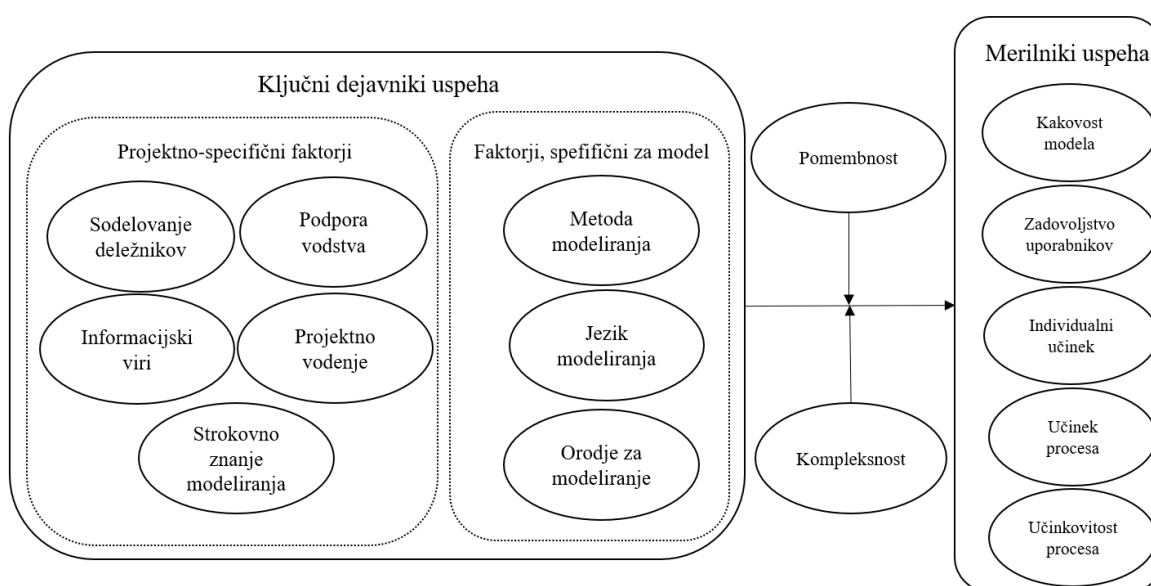 Ključni dejavniki uspeha
Projektno-specifični faktorji
Sodelovanje
deležnikov
Podpora
vodstva
Informacijski
viri
Projektno
vodenje
Strokovno
znanje
modeliranja
Faktorji, spefifični za model
Metoda
modeliranja
Jezik
modeliranja
Orodje za
modeliranje
Pomembnost
Kompleksnost
Merilniki uspeha
Kakovost
modela
Zadovoljstvo
uporabnikov
Individualni
učinek
Učinek
procesa
Učinkovitost
procesa